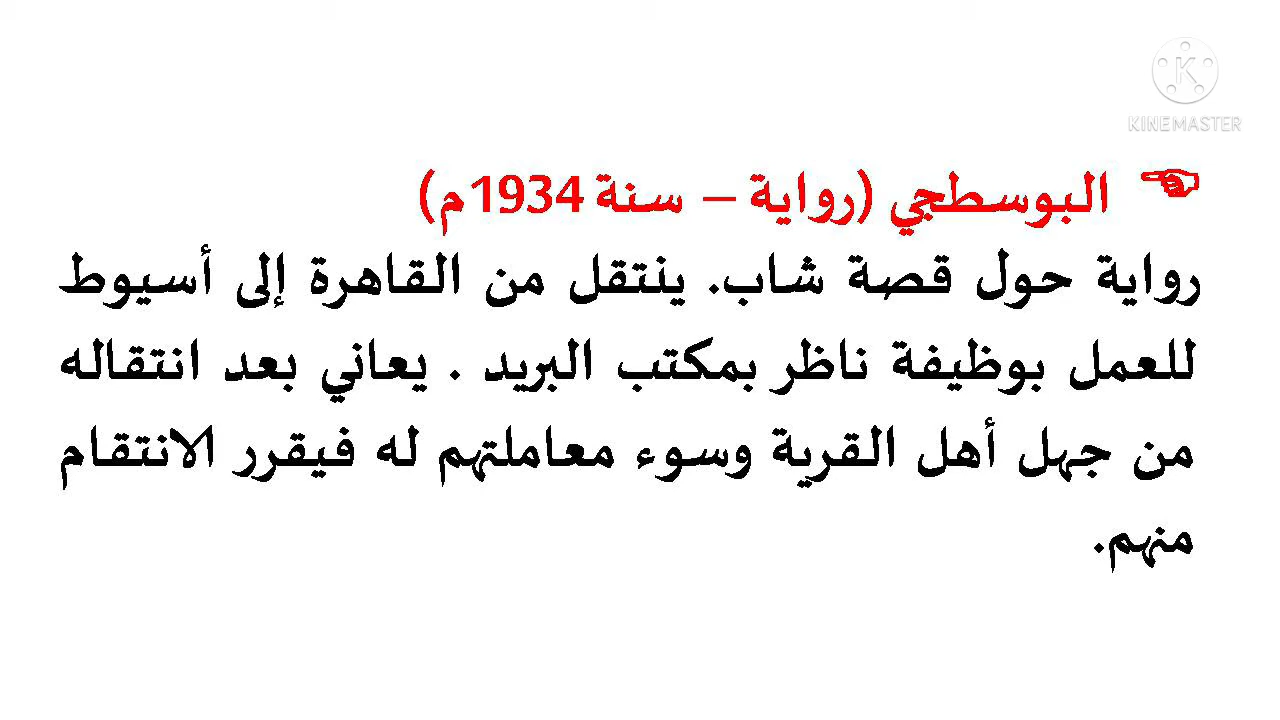 KINEMASTER
☜ البوسطجي (رواية – سنة 1934م)
رواية حول قصة شاب. ينتقل من القاهرة إلى أسيوط
للعمل بوظيفة ناظر بمكتب البريد . يعاني بعد انتقاله
من جهل أهل القرية وسوء معاملتهم له فيقرر الانتقام
منهم.